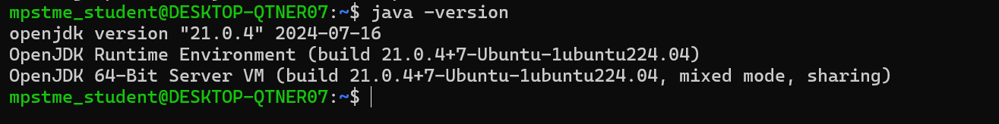 mpstme_student@DESKTOP-QTNER07:~$ java -version
openjdk version "21.0.4" 2024-07-16
OpenJDK Runtime Environment (build 21.0.4+7-Ubuntu-1ubuntu224.04)
OpenJDK 64-Bit Server VM (build 21.0.4+7-Ubuntu-1ubuntu224.04, mixed mode, sharing)
mpstme_student@DESKTOP-QTNER07:~$